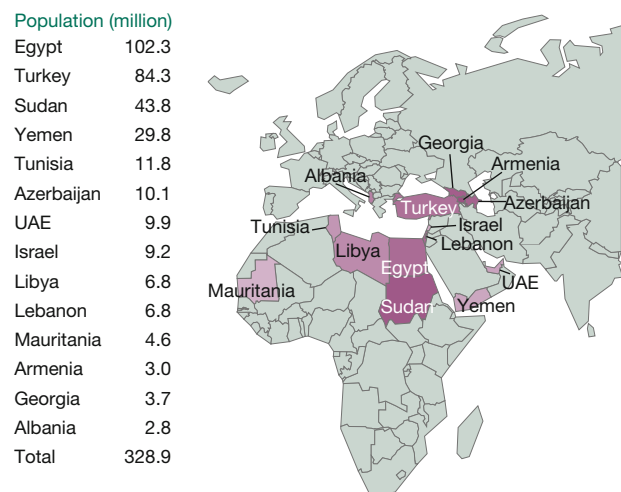 Population (million)
Egypt 102.3
Turkey 84.3
Sudan 43.8
Yemen 29.8
Tunisia 11.8
Azerbaijan 10.1
UAE 9.9
Israel 9.2
Libya 6.8
Lebanon 6.8
Mauritania 4.6
Armenia 3.0
Georgia 3.7
Albania 2.8
Total 328.9
Georgia
Armenia
Albania
Turkey
Azerbaijan
Tunisia
Israel
Libya
Lebanon
Egypt
Mauritania
UAE
Sudan
Yemen